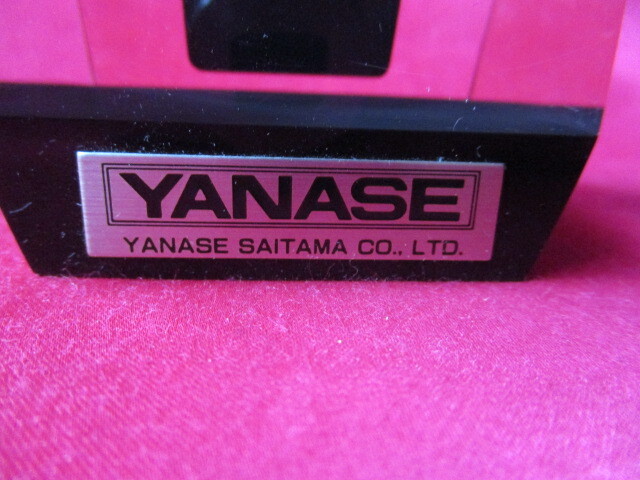 YANASE
YANASE SAITAMA CO., LTD.